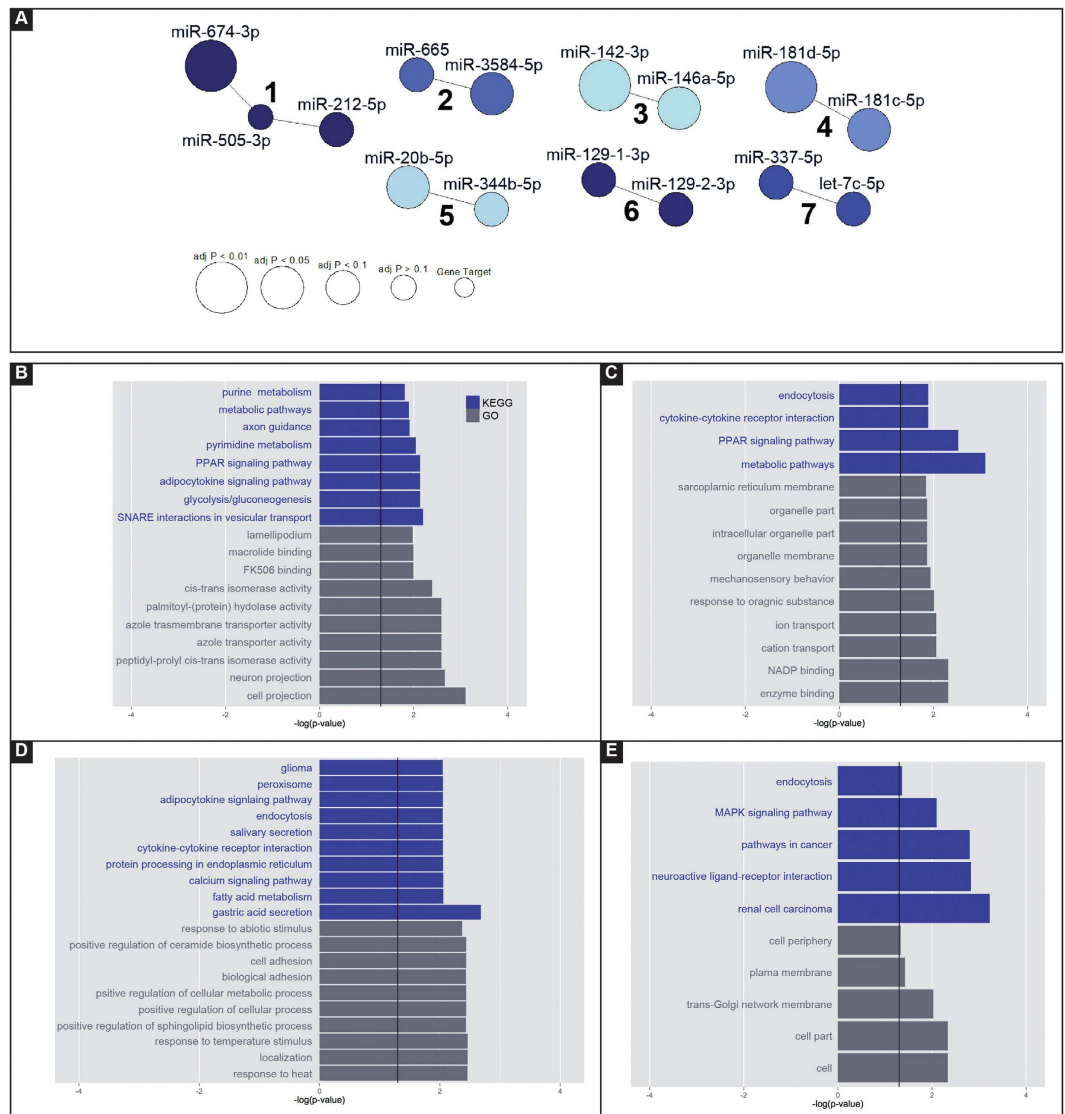 A
miR-674-3p
miR-665
miR-3584-5p
miR-142-3p
miR-146a-5p
miR-181d-5p
miR-181c-5p
1
2
3
4
miR-212-5p
miR-505-3p
miR-20b-5p
miR-344b-5p
miR-129-1-3p
miR-129-2-3p
miR-337-5p
let-7c-5p
5
6
7
adj P < 0.01
adj P < 0.05
adj P < 0.1
adj P > 0.1
Gene Target
B
KEGG
GO
purine metabolism
metabolic pathways
axon guidance
pyrimidine metabolism
PPAR signaling pathway
adipocytokine signaling pathway
glycolysis/gluconeogenesis
SNARE interactions in vesicular transport
lamellipodium
macrolide binding
FK506 binding
cis-trans isomerase activity
palmitoyl-(protein) hydolase activity
azole trasmembrane transporter activity
azole transporter activity
peptidyl-prolyl cis-trans isomerase activity
neuron projection
cell projection
-4 -2 0 2 4
-log(p-value)
C
endocytosis
cytokine-cytokine receptor interaction
PPAR signaling pathway
metabolic pathways
sarcoplamic reticulum membrane
organelle part
intracellular organelle part
organelle membrane
mechanosensory behavior
response to oragnic substance
ion transport
cation transport
NADP binding
enzyme binding
-4 -2 0 2 4
-log(p-value)
D
glioma
peroxisome
adipocytokine signlaing pathway
endocytosis
salivary secretion
cytokine-cytokine receptor interaction
protein processing in endoplasmic reticulum
calcium signaling pathway
fatty acid metabolism
gastric acid secretion
response to abiotic stimulus
positive regulation of ceramide biosynthetic process
cell adhesion
biological adhesion
psitive regulation of cellular metabolic process
positive regulation of cellular process
positive regulation of sphingolipid biosynthetic process
response to temperature stimulus
localization
response to heat
-4 -2 0 2 4
-log(p-value)
E
endocytosis
MAPK signaling pathway
pathways in cancer
neuroactive ligand-receptor interaction
renal cell carcinoma
cell periphery
plama membrane
trans-Golgi network membrane
cell part
cell
-4 -2 0 2 4
-log(p-value)